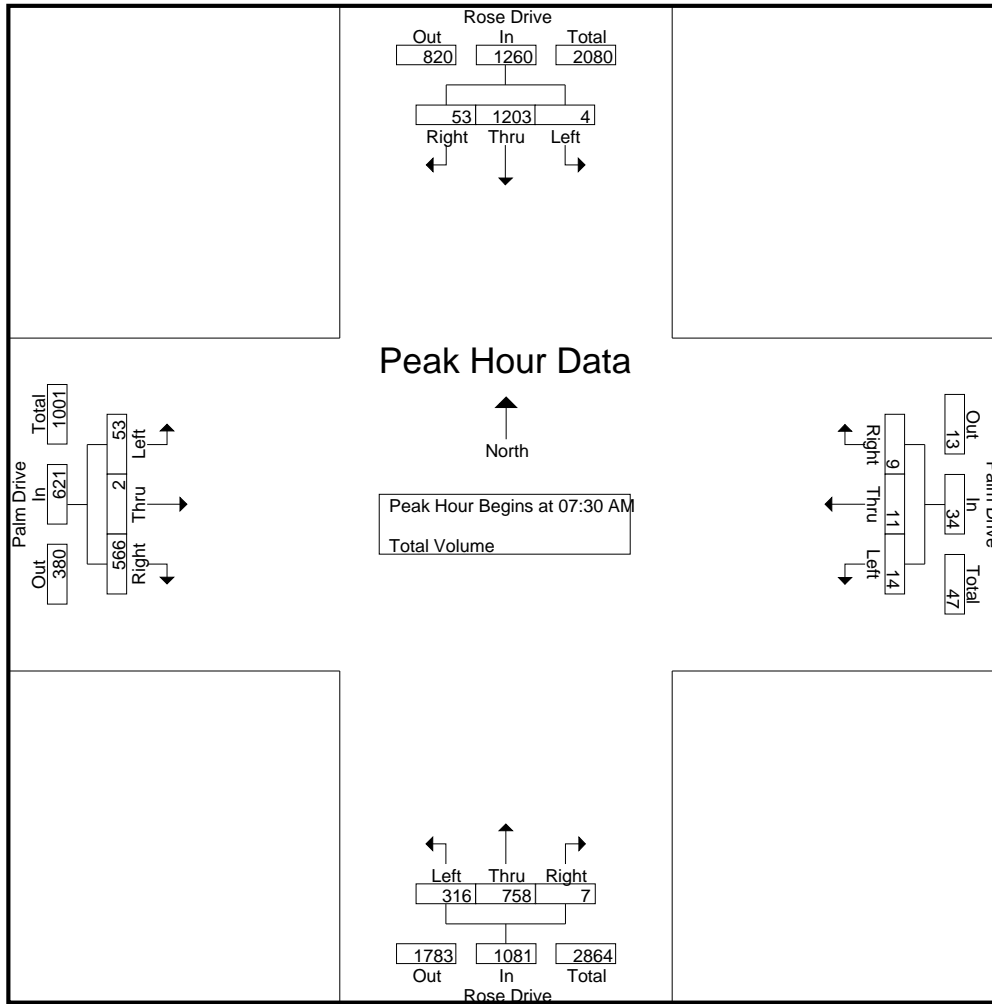 Rose Drive
Out In Total
820 1260 2080
53 1203 4
Right Thru Left
Peak Hour Data
North
Peak Hour Begins at 07:30 AM
Total Volume
Palm Drive
Total In Out
1001 621 380
53 2 566
Left Thru Right
Right Thru Left
9 11 14
Out In Total
13 34 47
Palm Drive
Left Thru Right
316 758 7
1783 1081 2864
Out In Total
Rose Drive